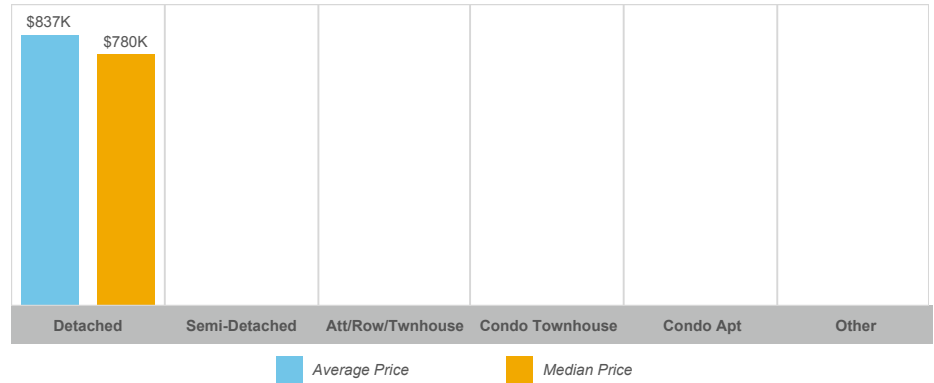 $837K
$780K
Detached Semi-Detached Att/Row/Twnhouse Condo Townhouse Condo Apt Other
Average Price Median Price